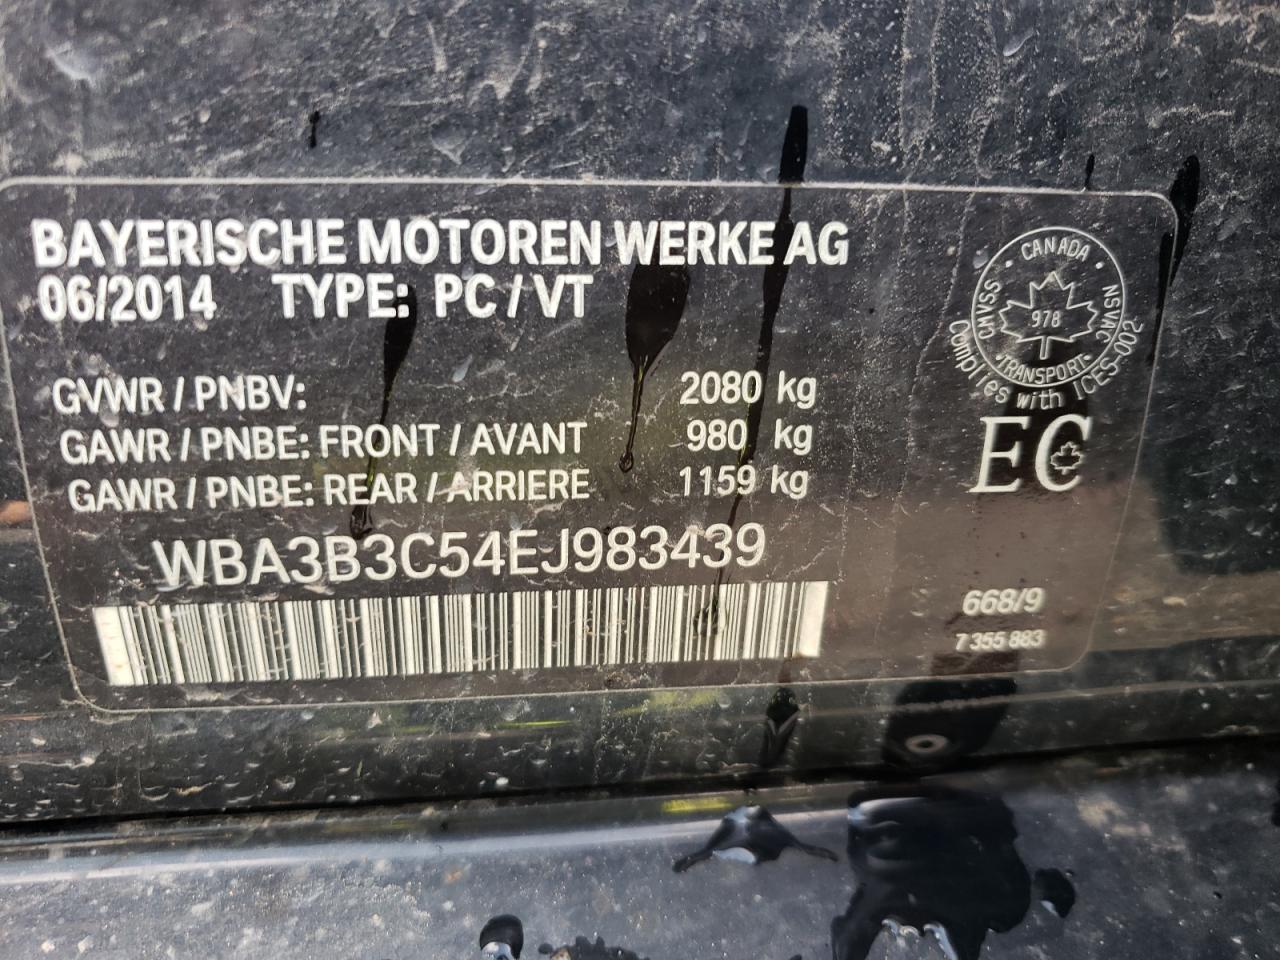 BAYERISCHE MOTOREN WERKE AG
06/2014 TYPE: PC / VT
GVWR / PNBV: 2080 kg
GAWR / PNBE: FRONT / AVANT 980 kg
GAWR / PNBE: REAR / ARRIERE 1159 kg
WBA3B3C54EJ983439
CANADA
CMVSS 978 NSVAC
TRANSPORT
Complies with ICES-002
EC
668/9
7 355 883